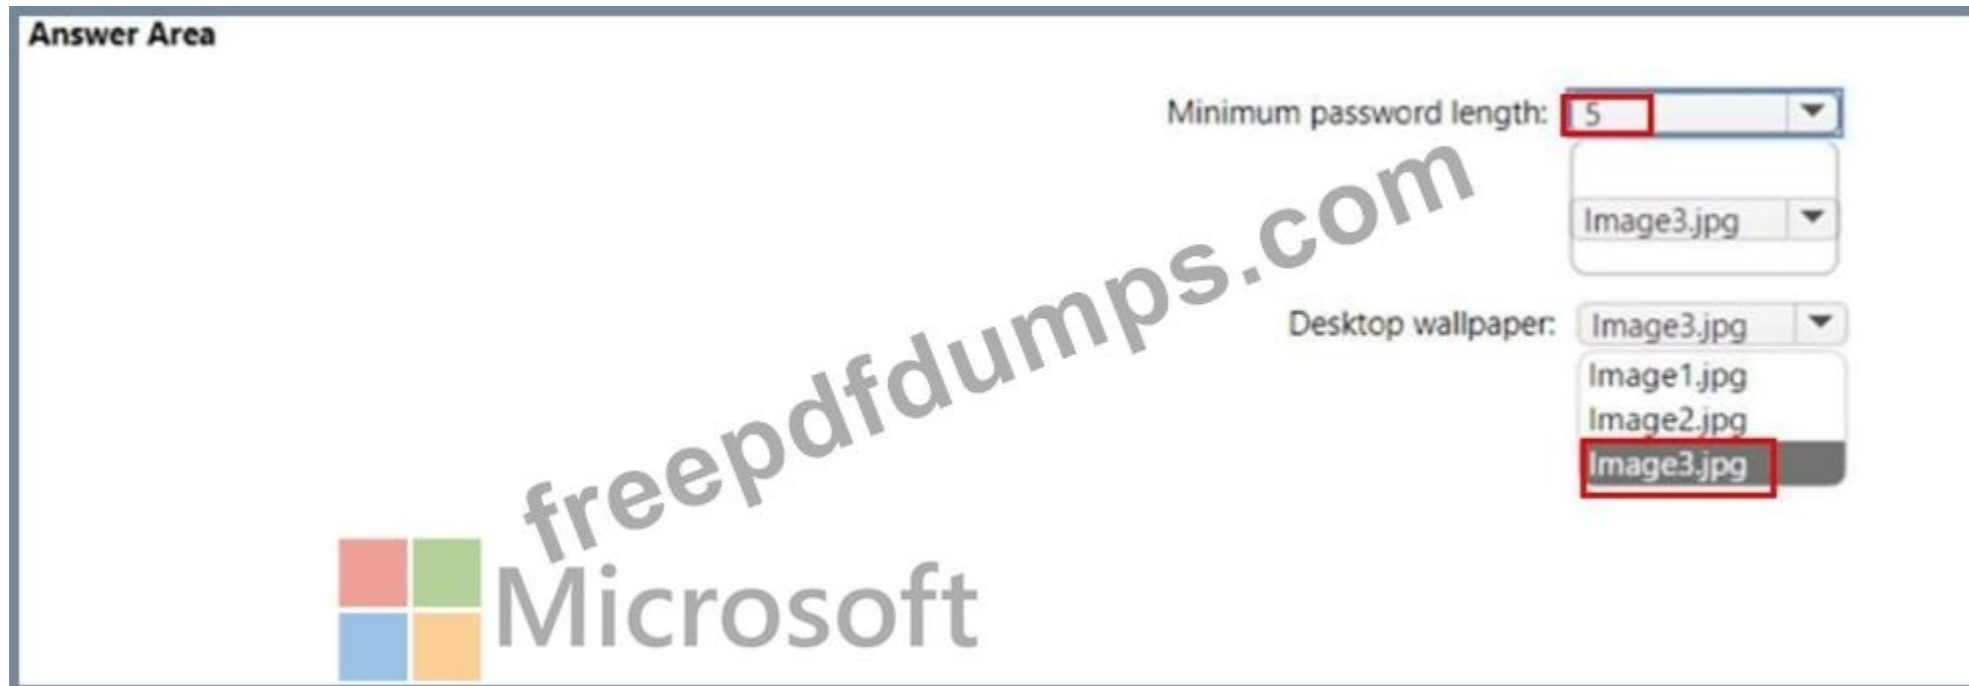 Answer Area
Minimum password length: 5
Image3.jpg
Desktop wallpaper: Image3.jpg
Image1.jpg
Image2.jpg
Image3.jpg
freepdfdumps.com
Microsoft